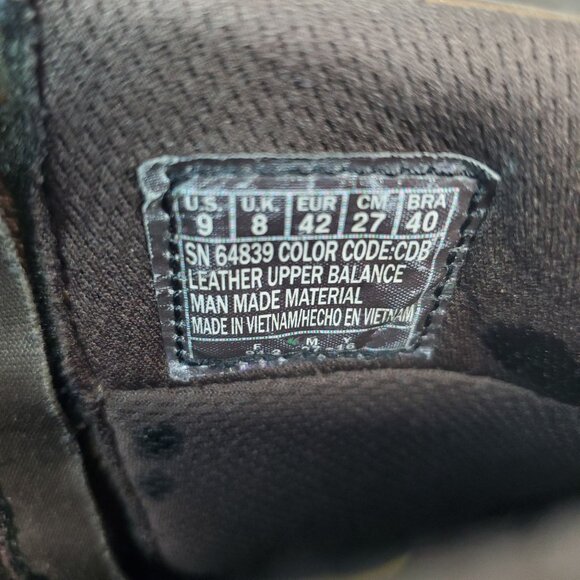 U.S. U.K. EUR CM BRA
9 8 42 27 40
SN 64839 COLOR CODE:CDB
LEATHER UPPER BALANCE
MAN MADE MATERIAL
MADE IN VIETNAM/HECHO EN VIETNAM
F M Y